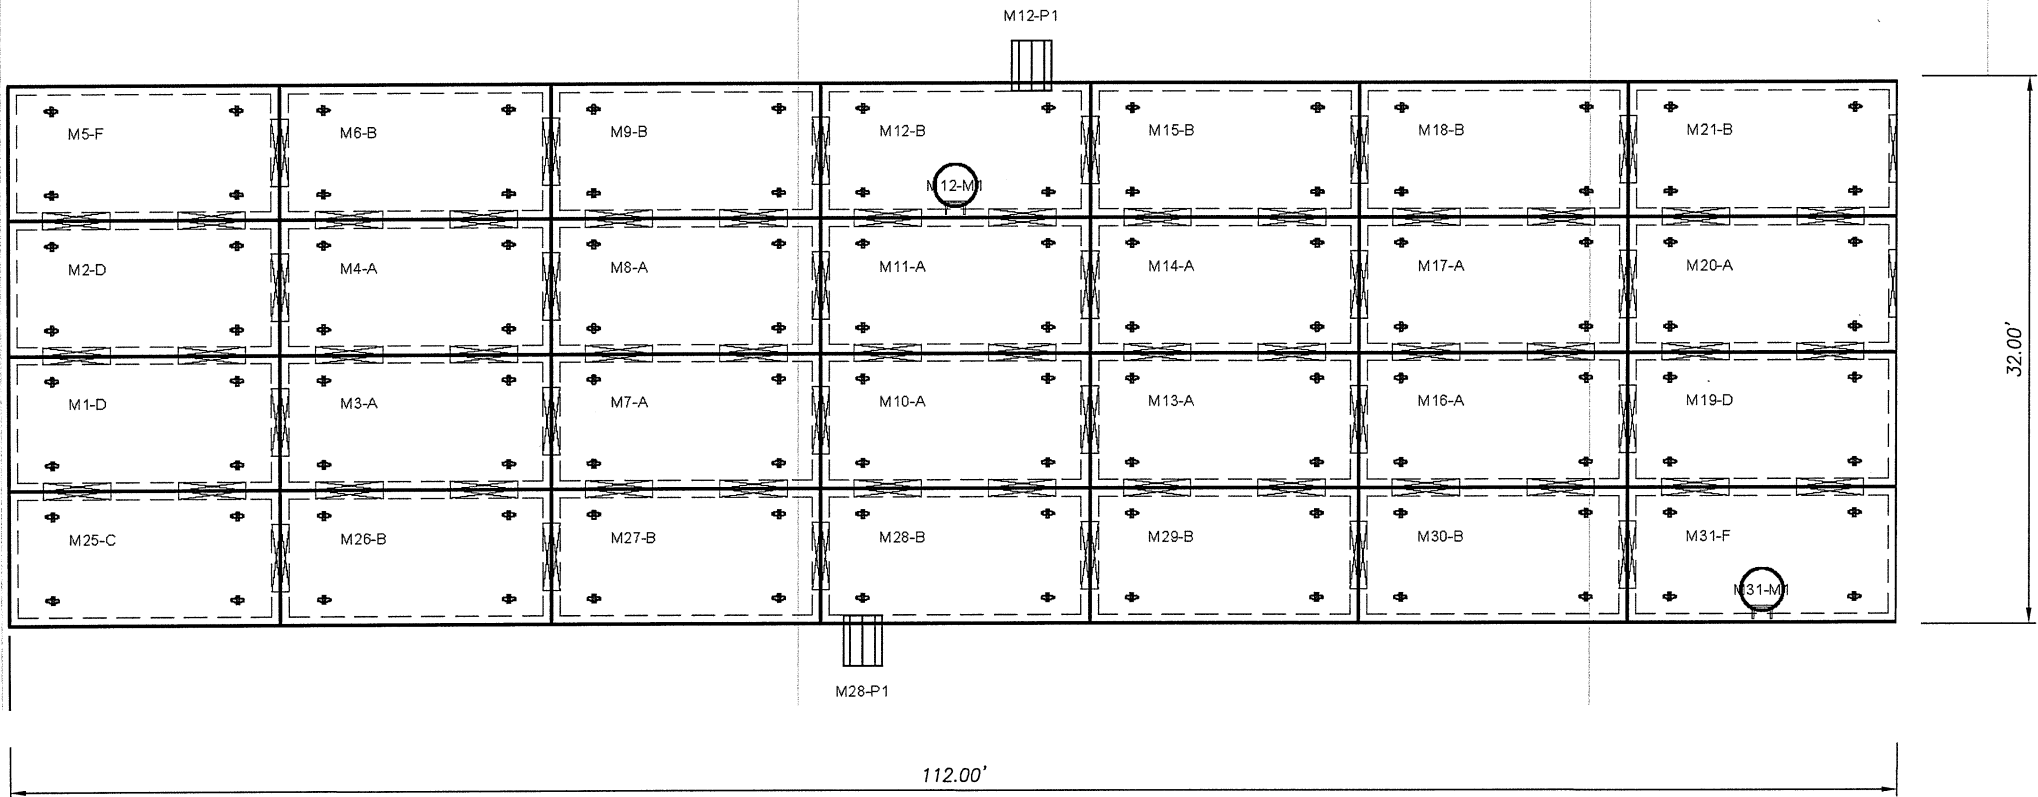 M12-P1
M5-F
M6-B
M9-B
M12-B
M15-B
M18-B
M21-B
M12-M1
M2-D
M4-A
M8-A
M11-A
M14-A
M17-A
M20-A
32.00'
M1-D
M3-A
M7-A
M10-A
M13-A
M16-A
M19-D
M25-C
M26-B
M27-B
M28-B
M29-B
M30-B
M31-F
M31-M1
M28-P1
112.00'